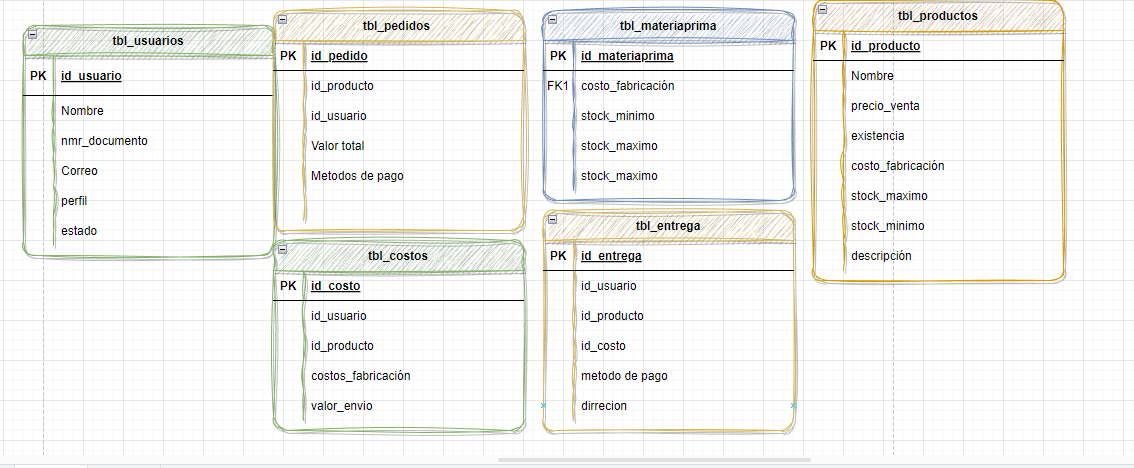 tbl_usuarios
PK id_usuario
Nombre
nmr_documento
Correo
perfil
estado
tbl_pedidos
PK id_pedido
id_producto
id_usuario
Valor total
Metodos de pago
tbl_costos
PK id_costo
id_usuario
id_producto
costos_fabricación
valor_envio
tbl_materiaprima
PK id_materiaprima
FK1 costo_fabricación
stock_minimo
stock_maximo
stock_maximo
tbl_entrega
PK id_entrega
id_usuario
id_producto
id_costo
metodo de pago
dirrecion
tbl_productos
PK id_producto
Nombre
precio_venta
existencia
costo_fabricación
stock_maximo
stock_minimo
descripción